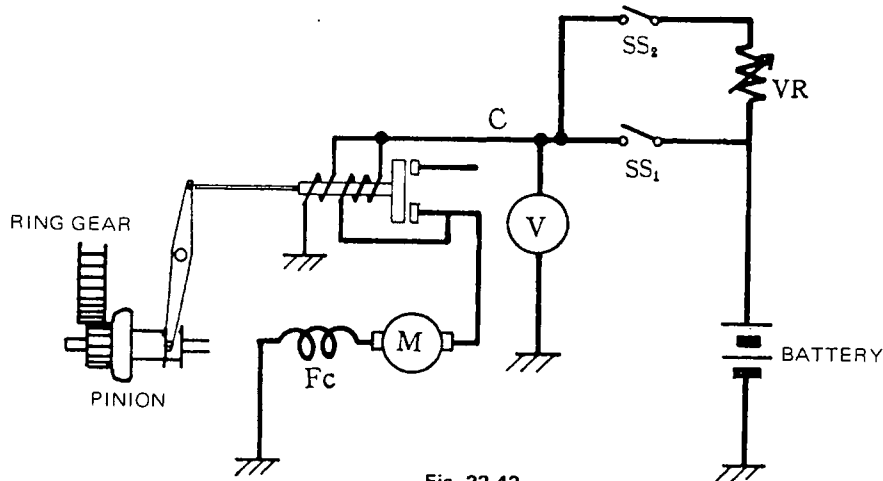 SS₂
VR
C
SS₁
RING GEAR
V
M
BATTERY
Fc
PINION